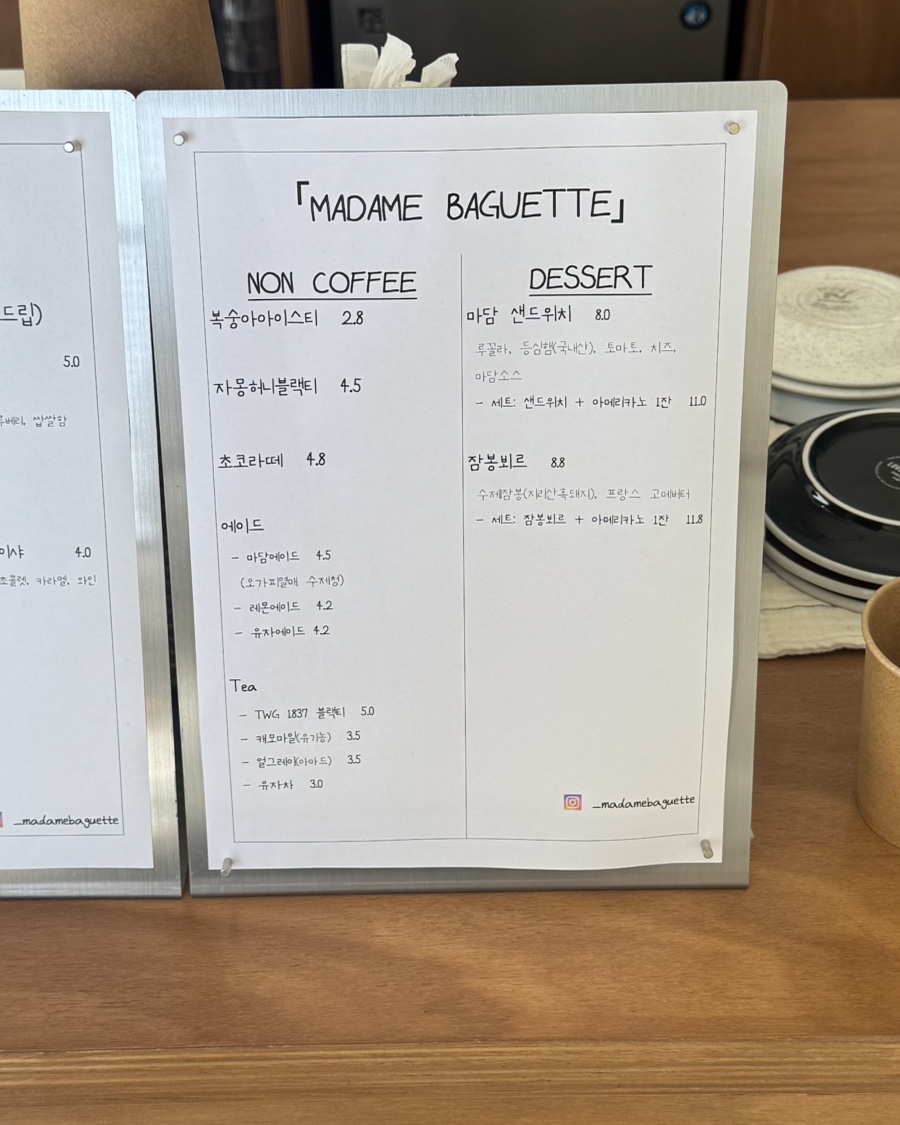 드립)
5.0
쌉쌀함
4.0
초콜렛, 카라멜, 와인
_madamebaguette
「MADAME BAGUETTE」
NON COFFEE
복숭아아이스티 2.8
자몽허니블랙티 4.5
초코라떼 4.8
에이드
- 마담에이드 4.5
(오가피열매 수제청)
- 레몬에이드 4.2
- 유자에이드 4.2
Tea
- TWG 1837 블랙티 5.0
- 캐모마일(유기농) 3.5
- 얼그레이(아마드) 3.5
- 유자차 3.0
DESSERT
마담 샌드위치 8.0
루꼴라, 등심햄(국내산), 토마토, 치즈,
마담소스
- 세트: 샌드위치 + 아메리카노 1잔 11.0
잠봉뵈르 8.8
수제잠봉(지리산흑돼지), 프랑스 고메버터
- 세트: 잠봉뵈르 + 아메리카노 1잔 11.8
_madamebaguette